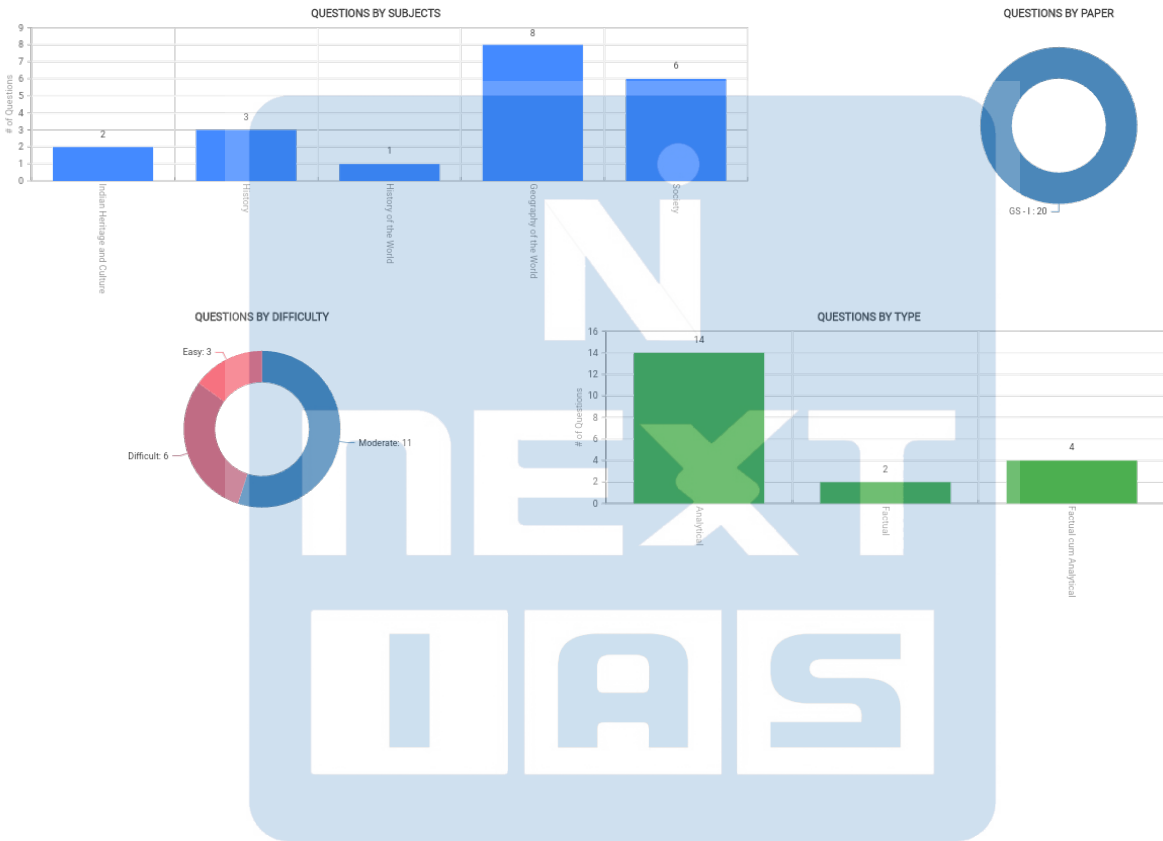 QUESTIONS BY SUBJECTS
# of Questions
9
8
7
6
5
4
3
2
1
0
2
3
1
8
6
Indian Heritage and Culture
History
History of the World
Geography of the World
Society
QUESTIONS BY PAPER
GS - I : 20
QUESTIONS BY DIFFICULTY
Easy: 3
Moderate: 11
Difficult: 6
QUESTIONS BY TYPE
# of Questions
16
14
12
10
8
6
4
2
0
14
2
4
Analytical
Factual
Factual cum Analytical
N
nEXT
IAS